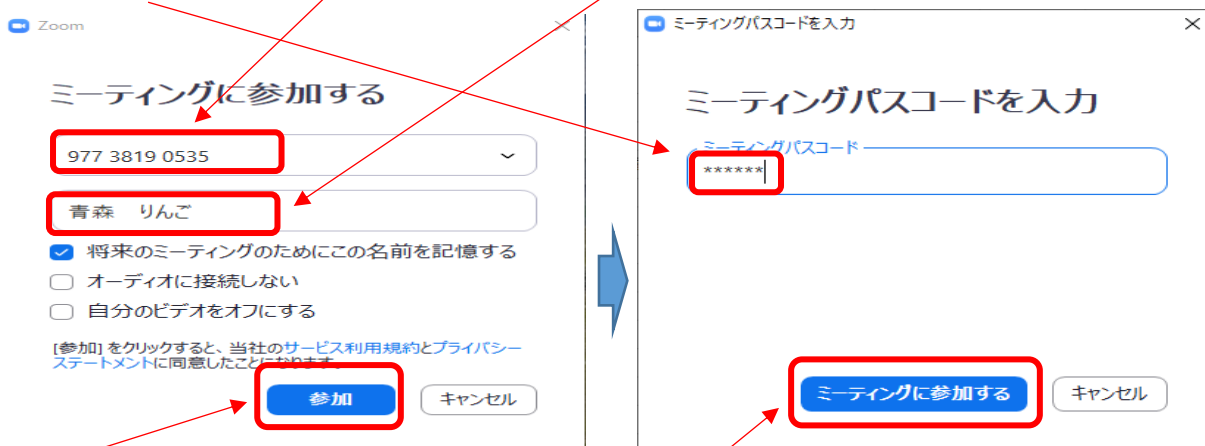 Zoom
ミーティングに参加する
977 3819 0535
青森　りんご
将来のミーティングのためにこの名前を記憶する
オーディオに接続しない
自分のビデオをオフにする
[参加] をクリックすると、当社のサービス利用規約とプライバシー
ステートメントに同意したことになります。
参加
キャンセル
ミーティングパスコードを入力
ミーティングパスコードを入力
ミーティングパスコード
******
ミーティングに参加する
キャンセル